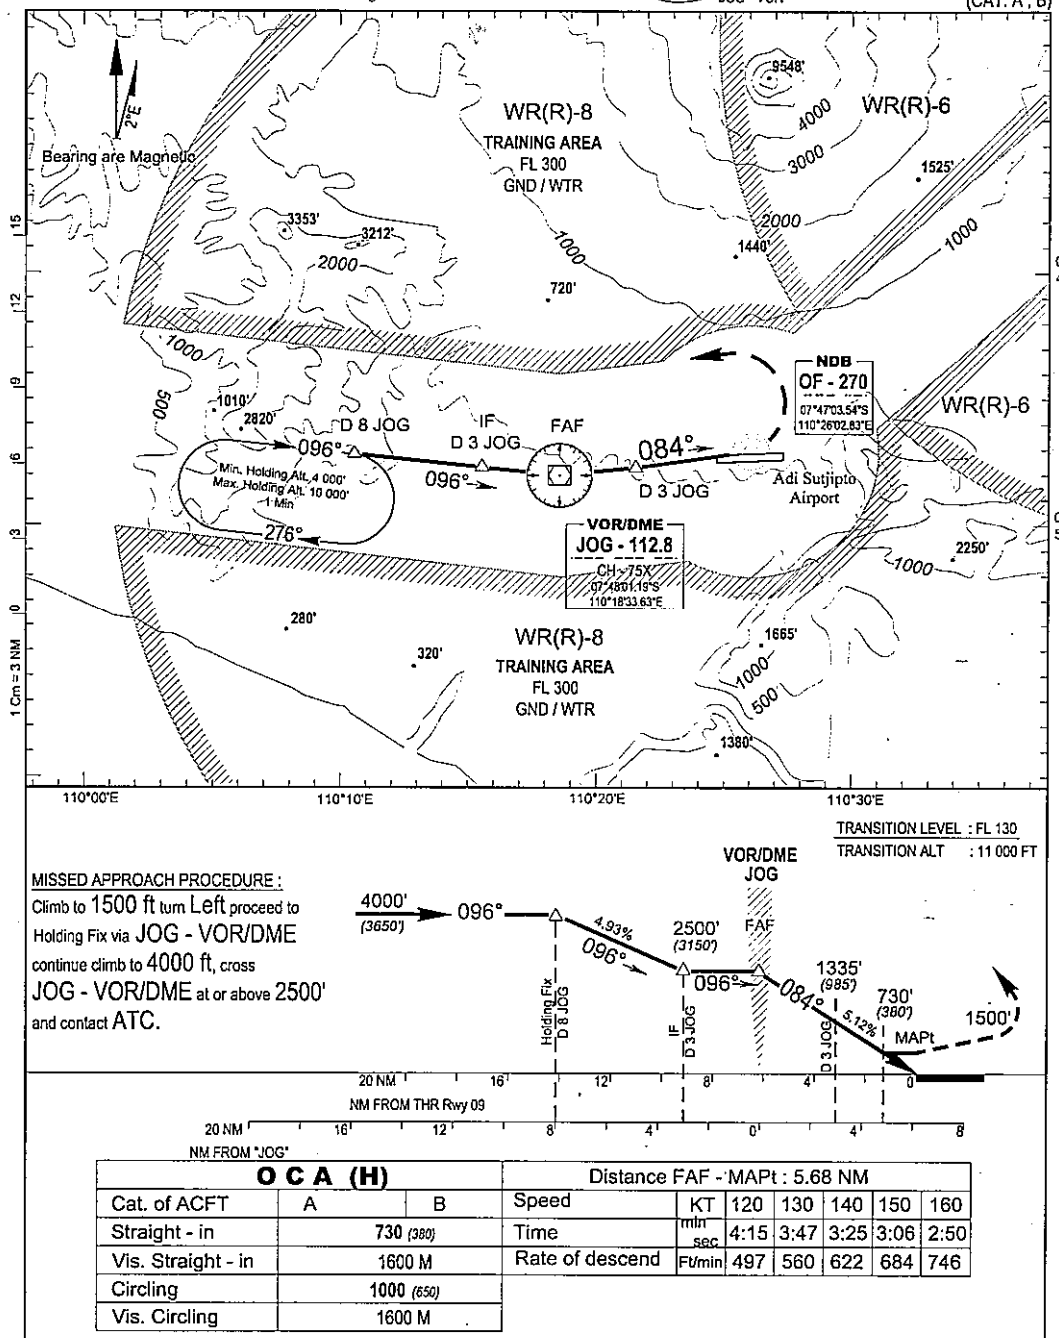 (CAT. A , B)
2°E
Bearing are Magnetic
WR(R)-8
TRAINING AREA
FL 300
GND / WTR
9548'
4000
3000
WR(R)-6
1525'
2000
1440'
1000
1000
3353'
3212'
2000
720'
15
12
9
6
3
0
1 Cm = 3 NM
1000
500
1010'
2820'
D 8 JOG
IF
D 3 JOG
FAF
096°
096°
084°
D 3 JOG
NDB
OF - 270
07°47'03.54"S
110°26'02.83"E
WR(R)-6
Adi Sutjipto
Airport
Min. Holding Alt. 4 000'
Max. Holding Alt. 10 000'
1 Min
276°
VOR/DME
JOG - 112.8
CH - 75X
07°48'01.19"S
110°18'33.63"E
2250'
1000
280'
320'
WR(R)-8
TRAINING AREA
FL 300
GND / WTR
1665'
1000
500
1380'
110°00'E
110°10'E
110°20'E
110°30'E
TRANSITION LEVEL : FL 130
TRANSITION ALT : 11 000 FT
MISSED APPROACH PROCEDURE :
Climb to 1500 ft turn Left proceed to
Holding Fix via JOG - VOR/DME
continue climb to 4000 ft, cross
JOG - VOR/DME at or above 2500'
and contact ATC.
VOR/DME
JOG
FAF
4000'
(3650')
096°
4.93%
096°
2500'
(3150')
096°
084°
1335'
(985')
5.12%
730'
(380')
MAPt
1500'
Holding Fix
D 8 JOG
IF
D 3 JOG
D 3 JOG
20 NM 16 12 8 4 0
NM FROM THR Rwy 09
20 NM 16 12 8 4 0 4 8
NM FROM "JOG"
O C A (H)
Distance FAF - MAPt : 5.68 NM
Cat. of ACFT A B
Speed KT 120 130 140 150 160
Straight - in 730 (380)
Time min sec 4:15 3:47 3:25 3:06 2:50
Vis. Straight - in 1600 M
Rate of descend Ft/min 497 560 622 684 746
Circling 1000 (650)
Vis. Circling 1600 M